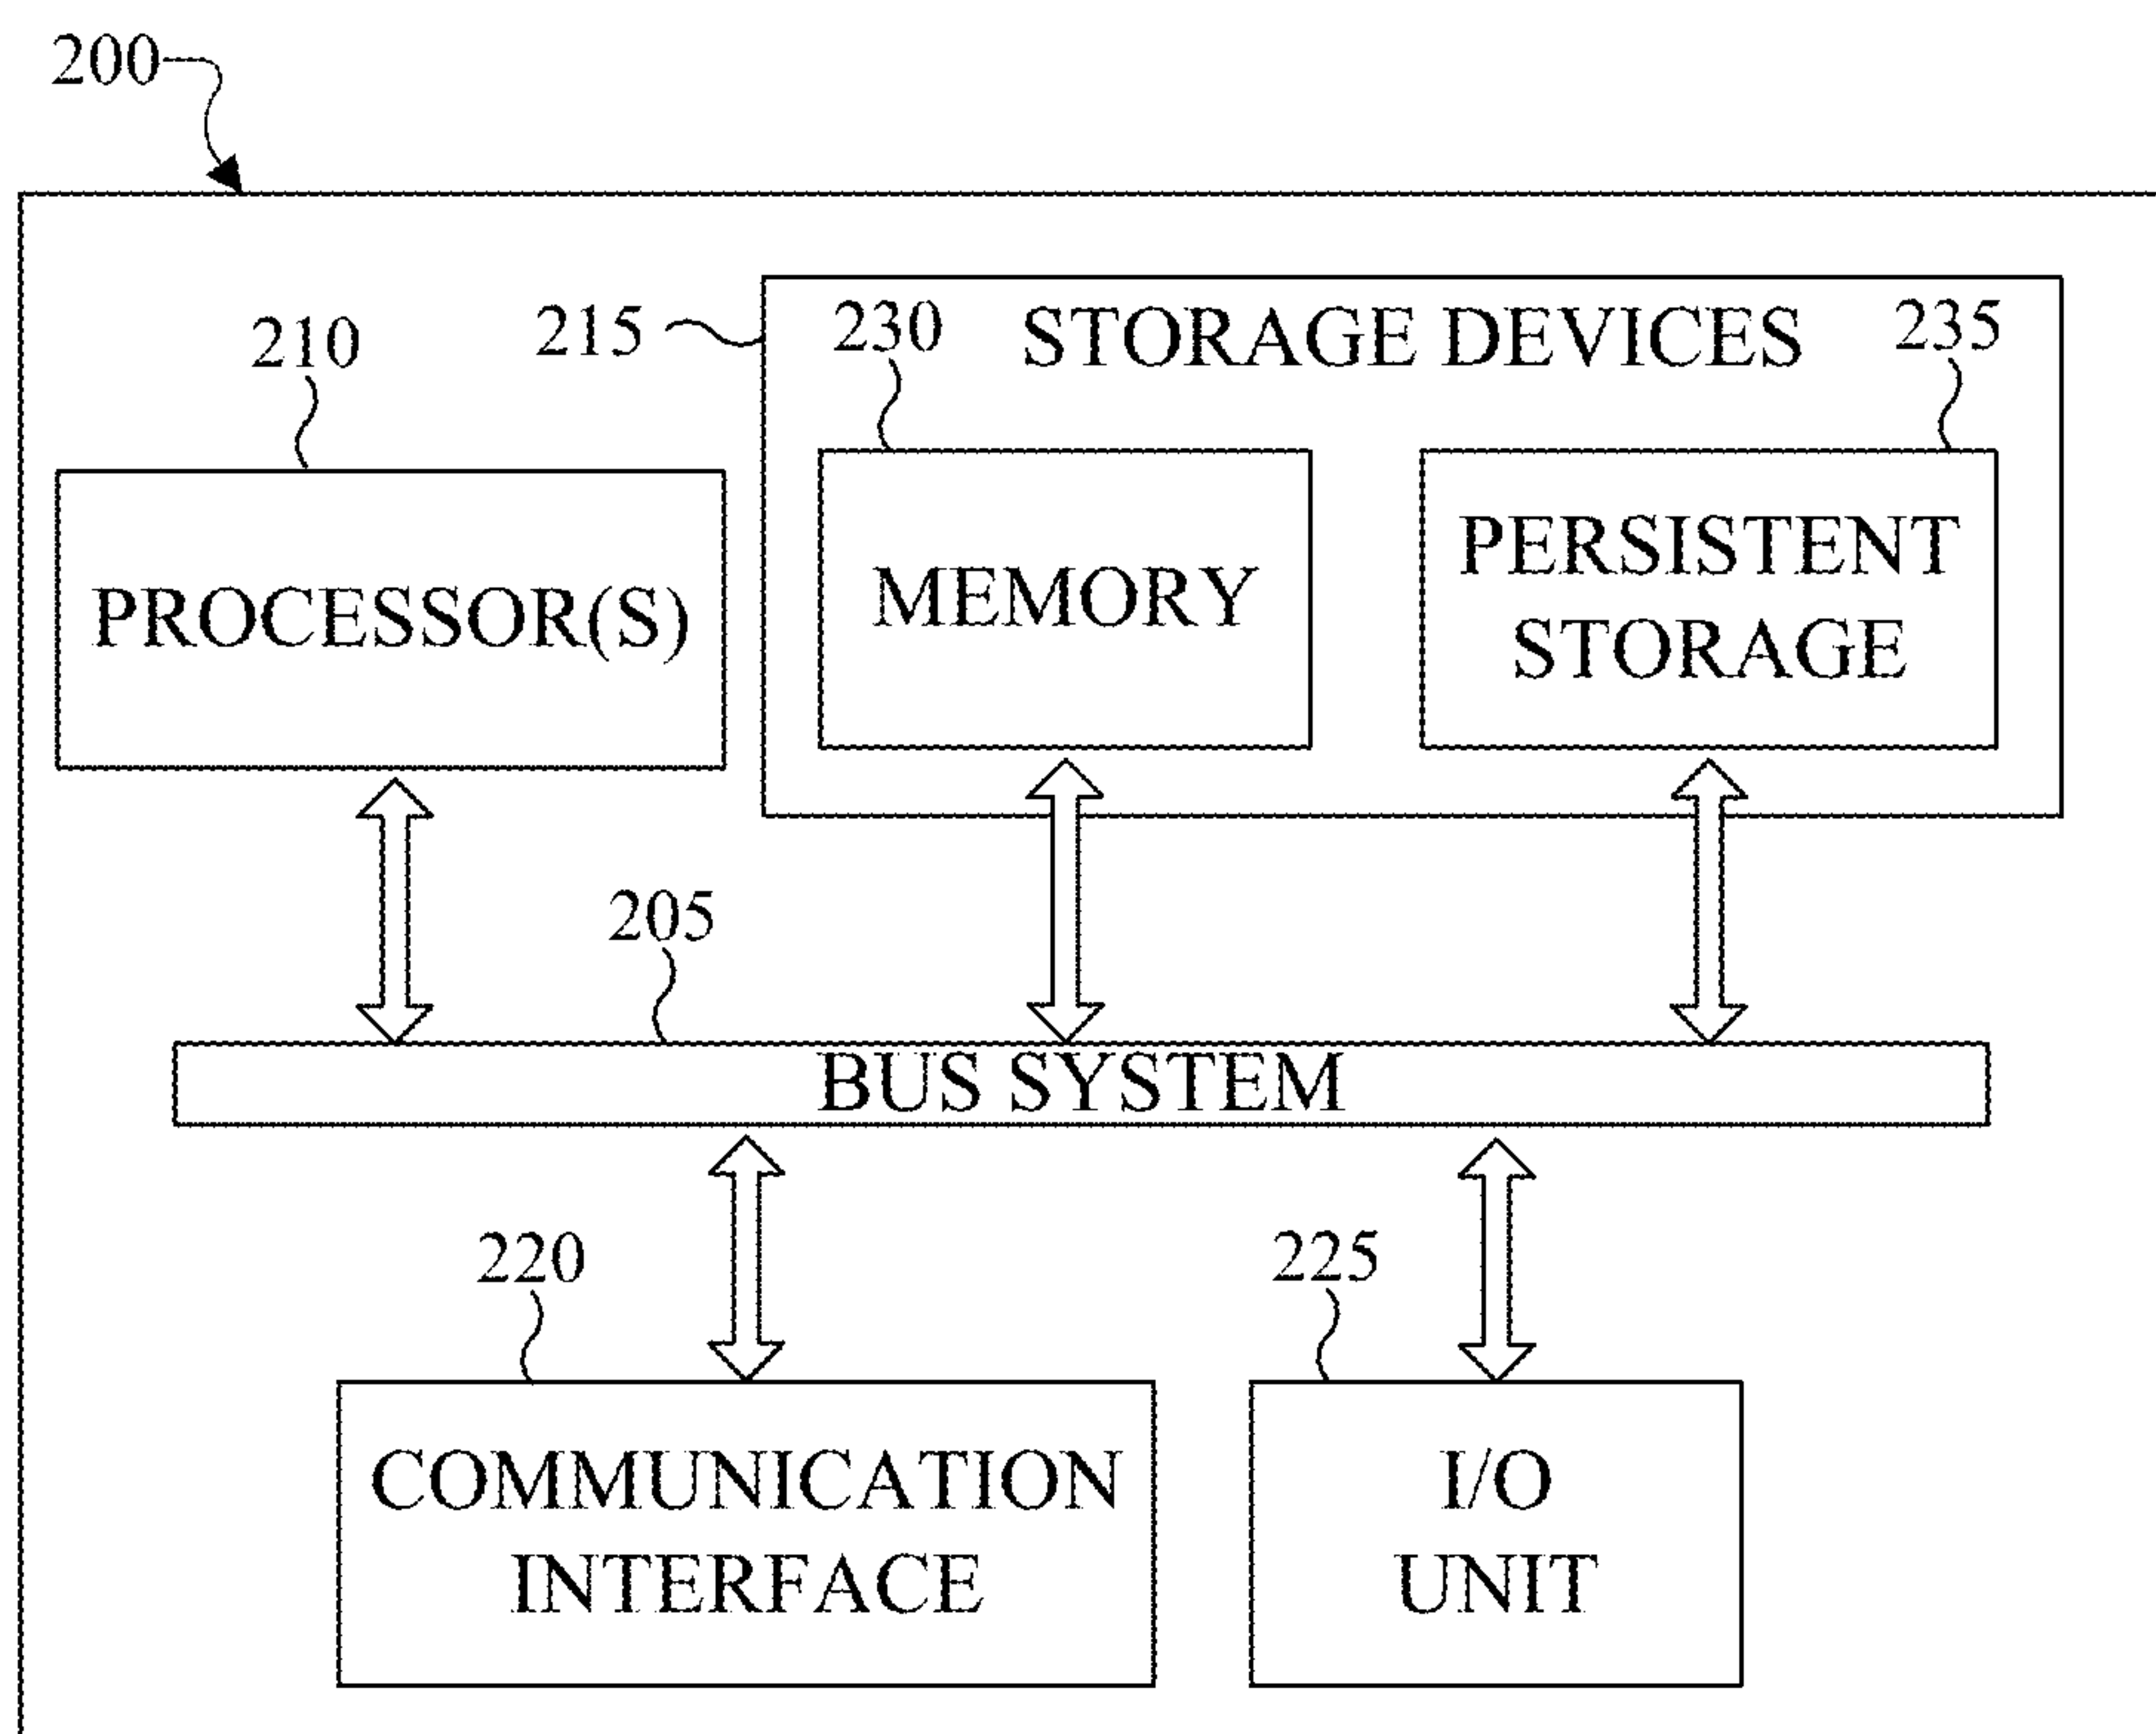 200
210
215
230
STORAGE DEVICES
235
PROCESSOR(S)
MEMORY
PERSISTENT
STORAGE
205
BUS SYSTEM
220
225
COMMUNICATION
INTERFACE
I/O
UNIT